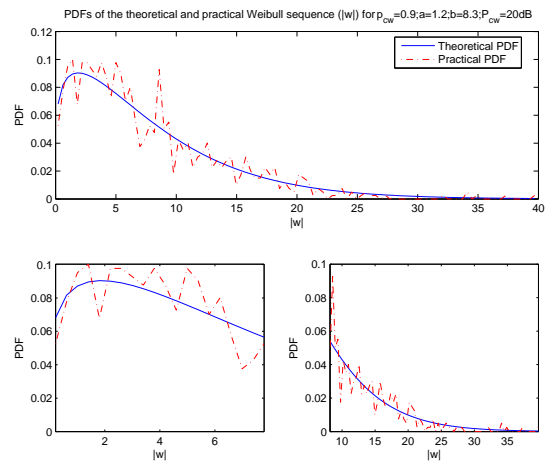 PDFs of the theoretical and practical Weibull sequence (|w|) for p_cw=0.9;a=1.2;b=8.3;P_cw=20dB
0.12
0.1
0.08
0.06
0.04
0.02
0
PDF
Theoretical PDF
Practical PDF
0 5 10 15 20 25 30 35 40
|w|
0.1
0.08
0.06
0.04
0.02
0
PDF
2 4 6
|w|
0.1
0.08
0.06
0.04
0.02
0
PDF
10 15 20 25 30 35
|w|